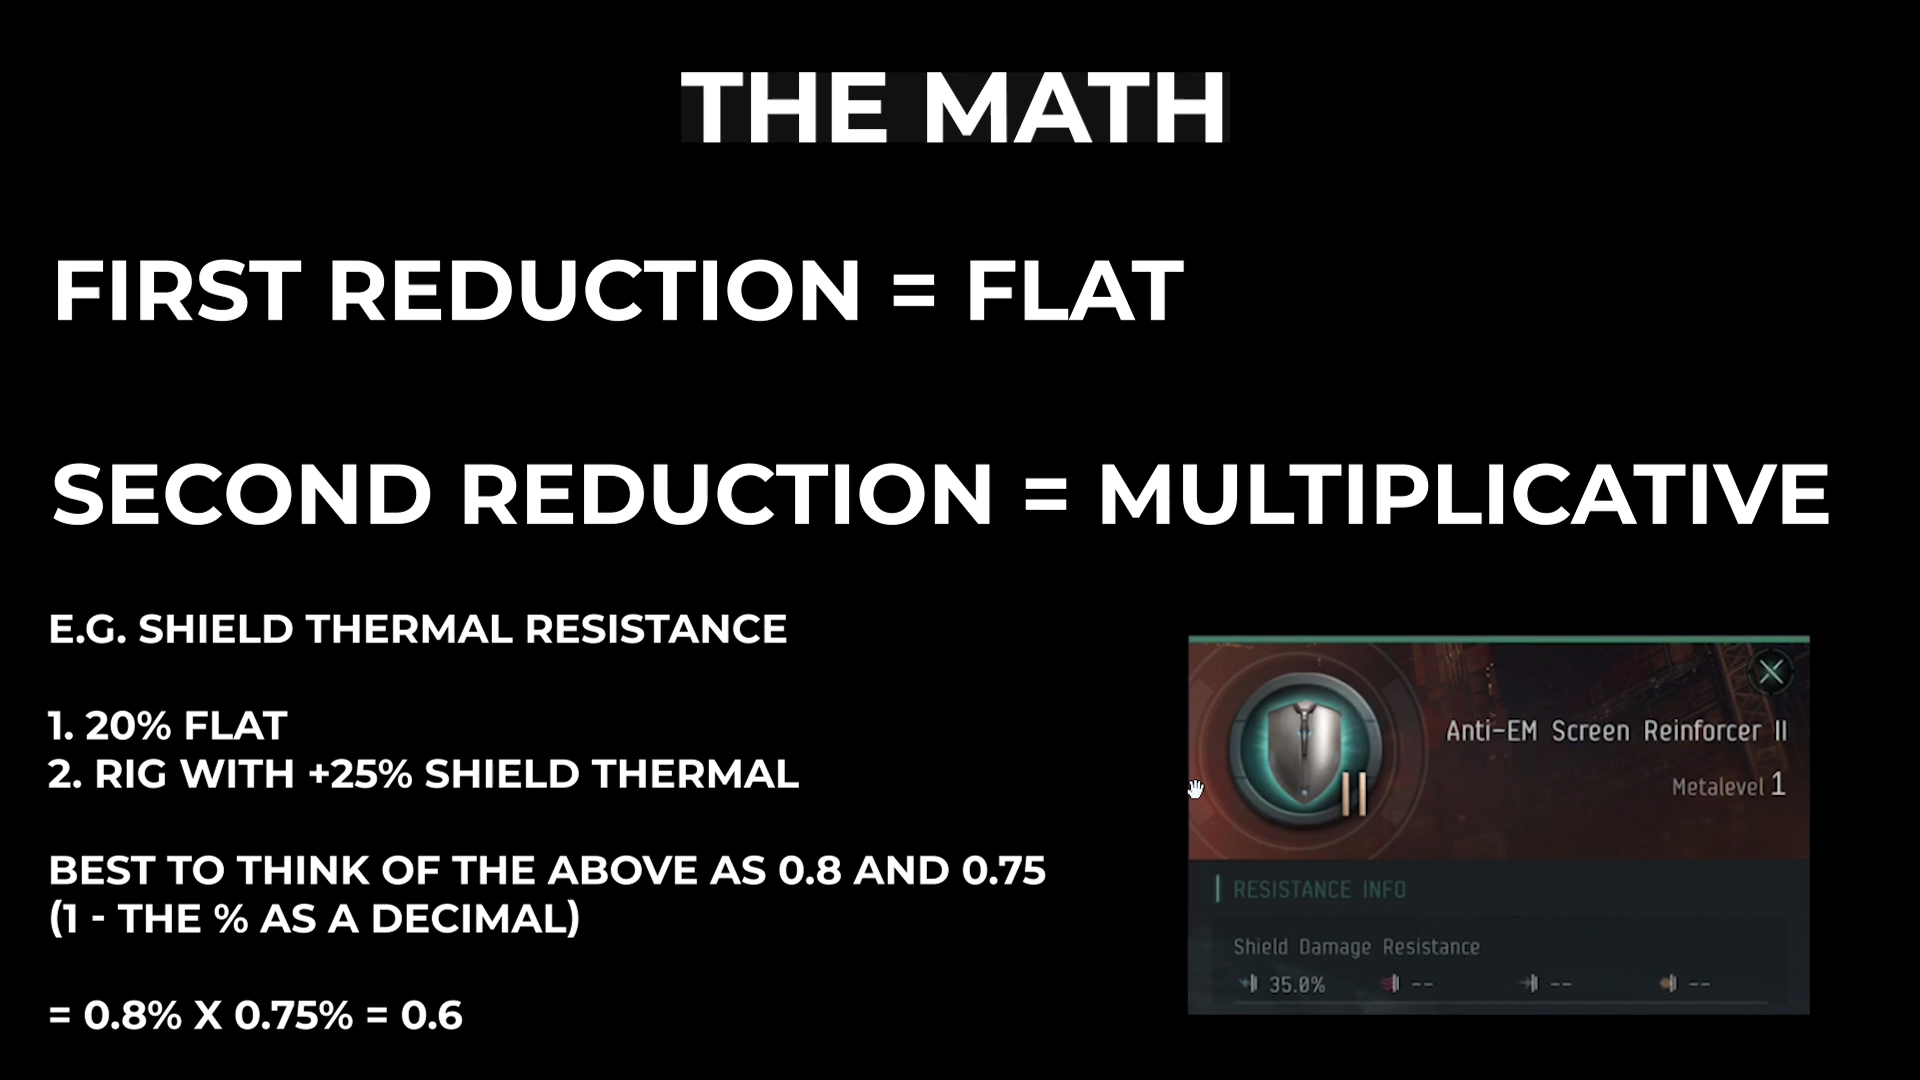 THE MATH
FIRST REDUCTION = FLAT
SECOND REDUCTION = MULTIPLICATIVE
E.G. SHIELD THERMAL RESISTANCE
1. 20% FLAT
2. RIG WITH +25% SHIELD THERMAL
BEST TO THINK OF THE ABOVE AS 0.8 AND 0.75
(1 - THE % AS A DECIMAL)
= 0.8% X 0.75% = 0.6
Anti-EM Screen Reinforcer II
Metalevel 1
II
RESISTANCE INFO
Shield Damage Resistance
35.0% -- -- --